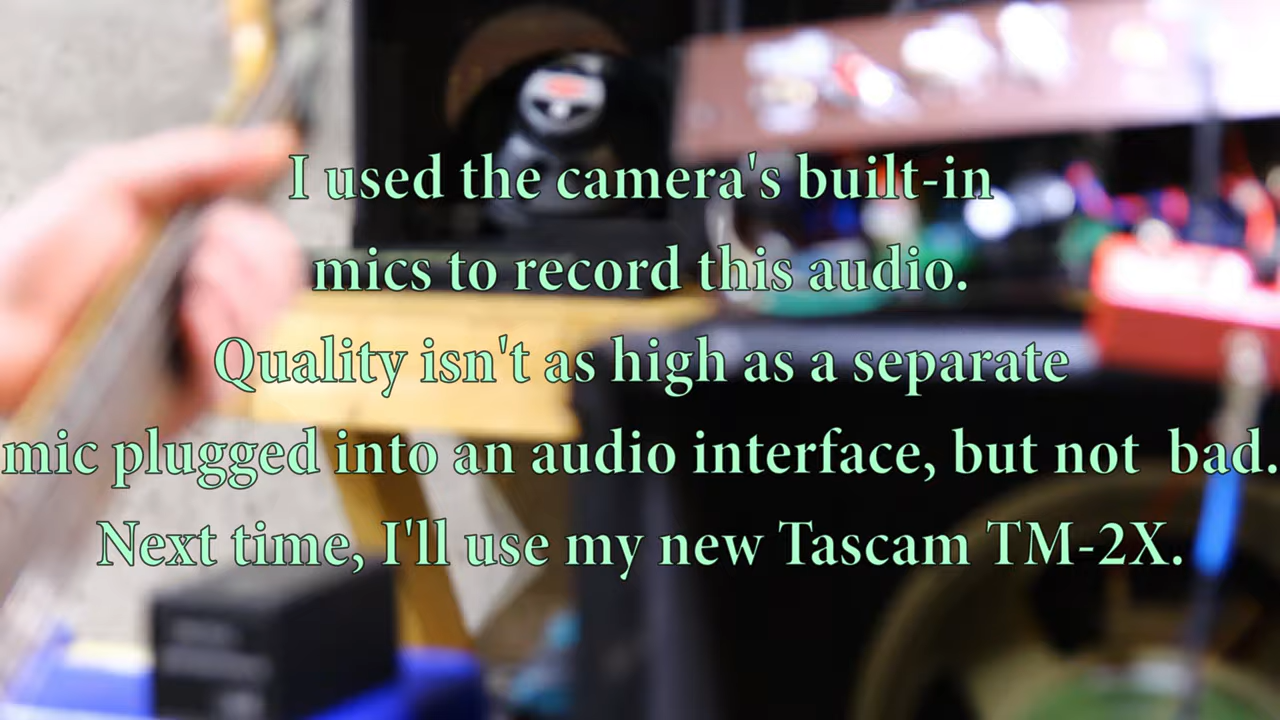 I used the camera's built-in
mics to record this audio.
Quality isn't as high as a separate
mic plugged into an audio interface, but not  bad.
Next time, I'll use my new Tascam TM-2X.